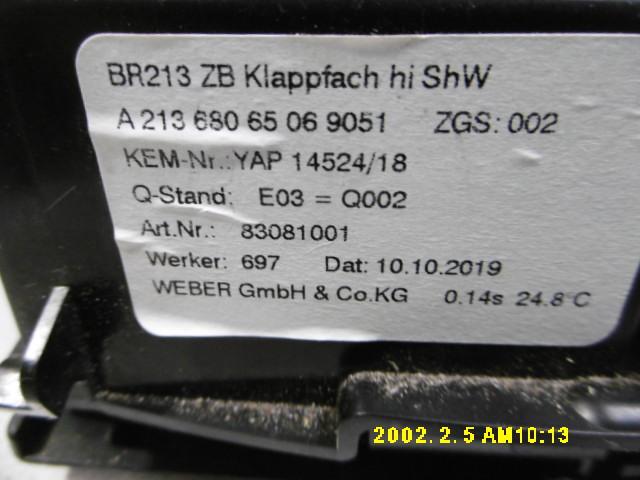 BR213 ZB Klappfach hi ShW
A 213 680 65 06 9051 ZGS: 002
KEM-Nr.: YAP 14524/18
Q-Stand: E03 = Q002
Art.Nr.: 83081001
Werker: 697 Dat: 10.10.2019
WEBER GmbH & Co.KG 0.14s 24.8 C
2002. 2. 5 AM10:13